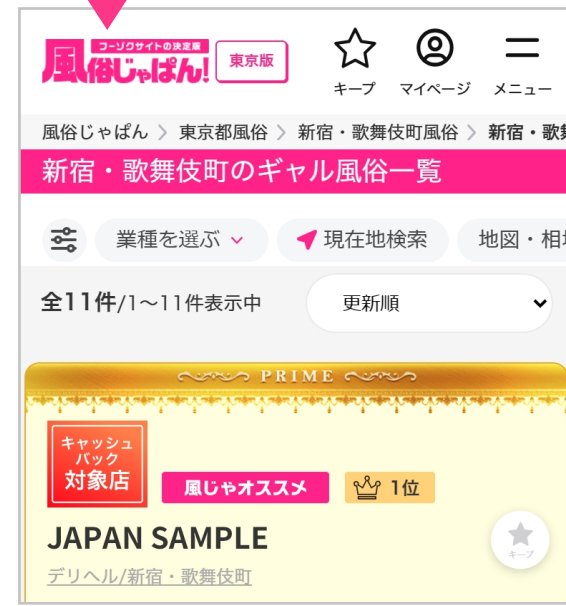 フーゾクサイトの決定版
風俗じゃぱん! 東京版
キープ マイページ メニュー
風俗じゃぱん > 東京都風俗 > 新宿・歌舞伎町風俗 > 新宿・歌
新宿・歌舞伎町のギャル風俗一覧
業種を選ぶ 現在地検索 地図・相
全11件/1〜11件表示中 更新順
PRIME
キャッシュ
バック
対象店
風じゃオススメ 1位
JAPAN SAMPLE
キープ
デリヘル/新宿・歌舞伎町